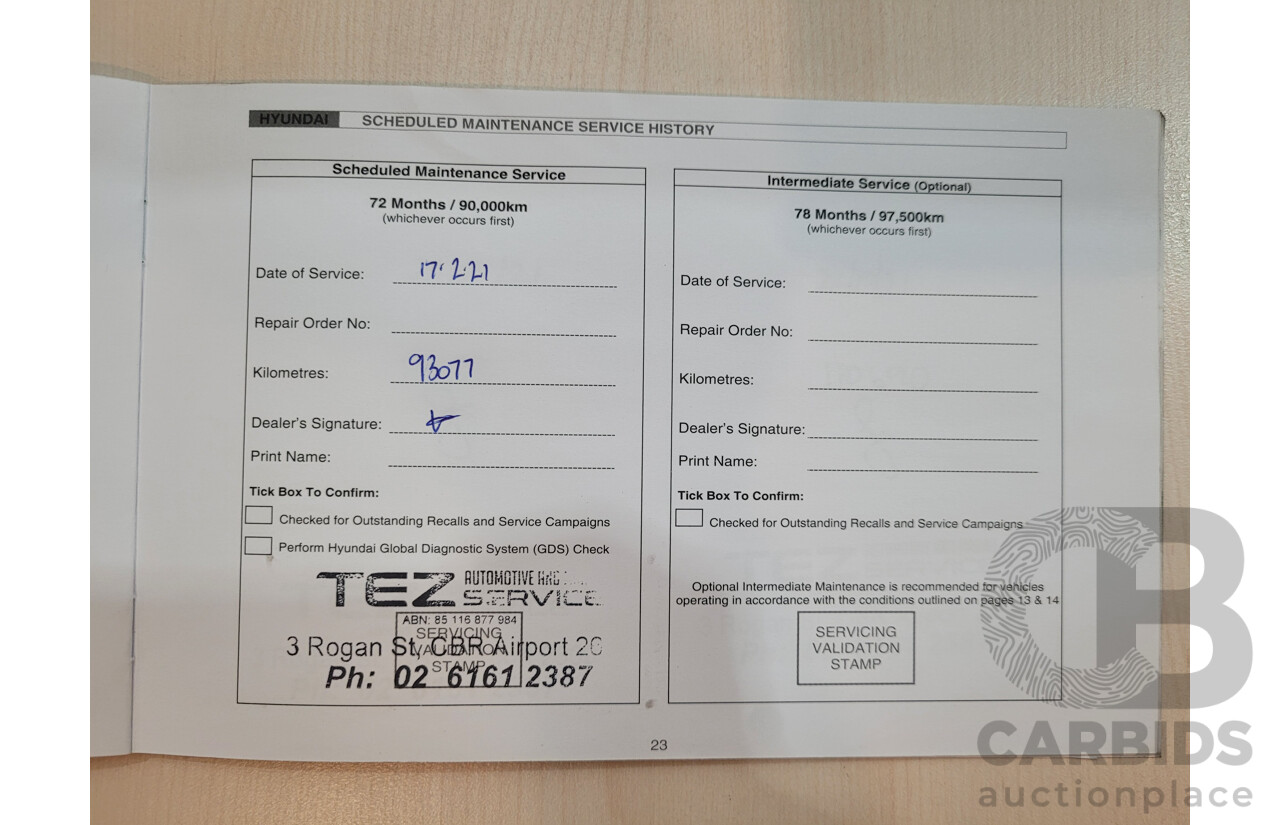 HYUNDAI SCHEDULED MAINTENANCE SERVICE HISTORY
Scheduled Maintenance Service
72 Months / 90,000km
(whichever occurs first)
Date of Service: 17.2.21
Repair Order No:
Kilometres: 93077
Dealer's Signature:
Print Name:
Tick Box To Confirm:
Checked for Outstanding Recalls and Service Campaigns
Perform Hyundai Global Diagnostic System (GDS) Check
TEZ AUTOMOTIVE
SERVICE
ABN: 85 116 877 984
SERVICING
VALIDATION
STAMP
3 Rogan St, CBR Airport
Ph: 02 6161 2387
Intermediate Service (Optional)
78 Months / 97,500km
(whichever occurs first)
Date of Service:
Repair Order No:
Kilometres:
Dealer's Signature:
Print Name:
Tick Box To Confirm:
Checked for Outstanding Recalls and Service Campaigns
Optional Intermediate Maintenance is recommended for vehicles
operating in accordance with the conditions outlined on pages 13 & 14
SERVICING
VALIDATION
STAMP
23
CB
CARBIDS
auctionplace